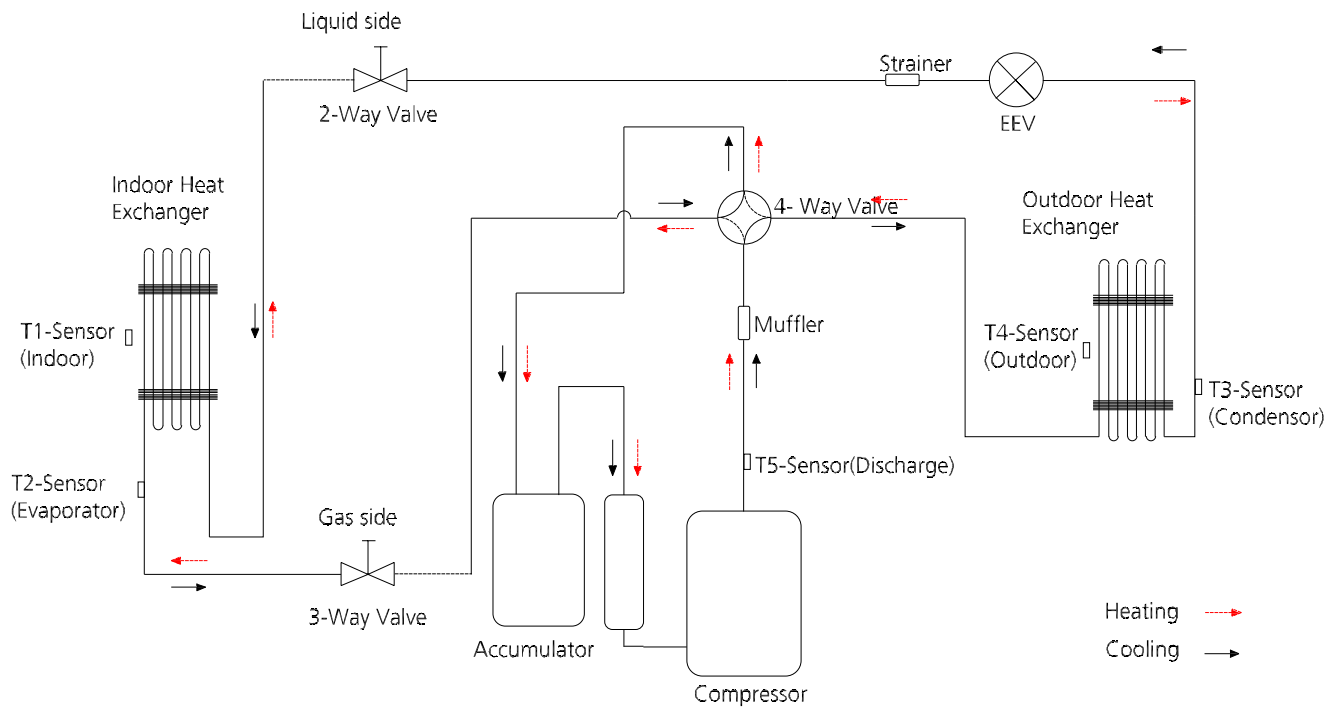 Liquid side
2-Way Valve
Strainer
EEV
Indoor Heat
Exchanger
4- Way Valve
Outdoor Heat
Exchanger
T1-Sensor
(Indoor)
Muffler
T4-Sensor
(Outdoor)
T3-Sensor
(Condensor)
T5-Sensor(Discharge)
T2-Sensor
(Evaporator)
Gas side
3-Way Valve
Accumulator
Compressor
Heating
Cooling